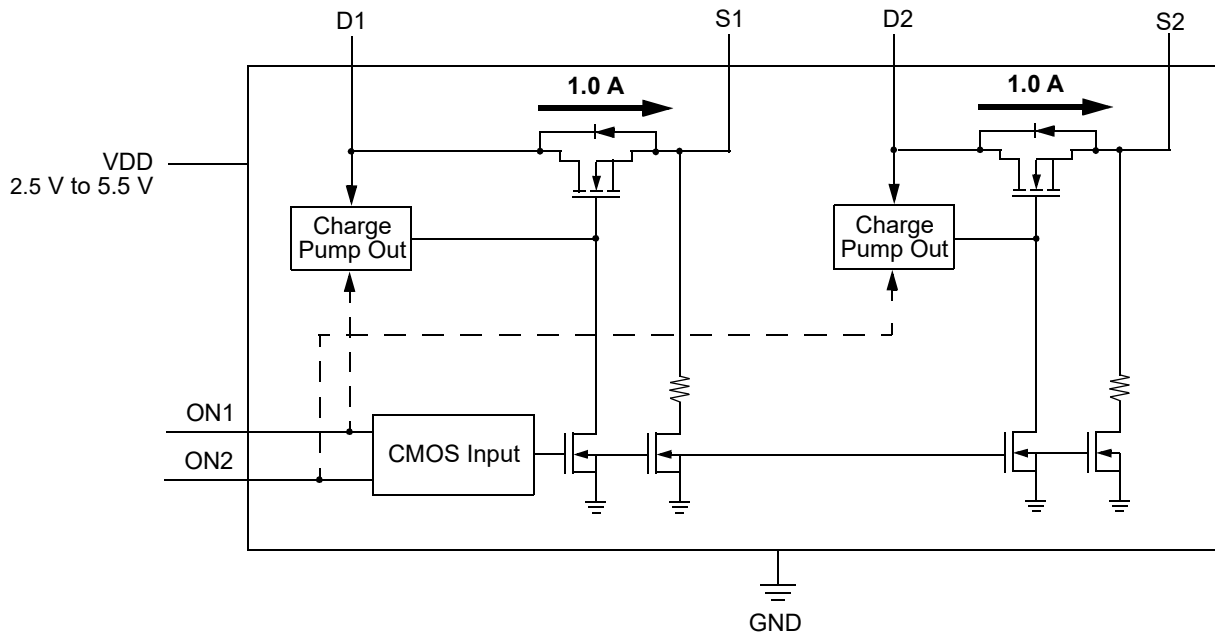 D1
S1
D2
S2
1.0 A
1.0 A
VDD
2.5 V to 5.5 V
Charge
Pump Out
Charge
Pump Out
ON1
ON2
CMOS Input
GND